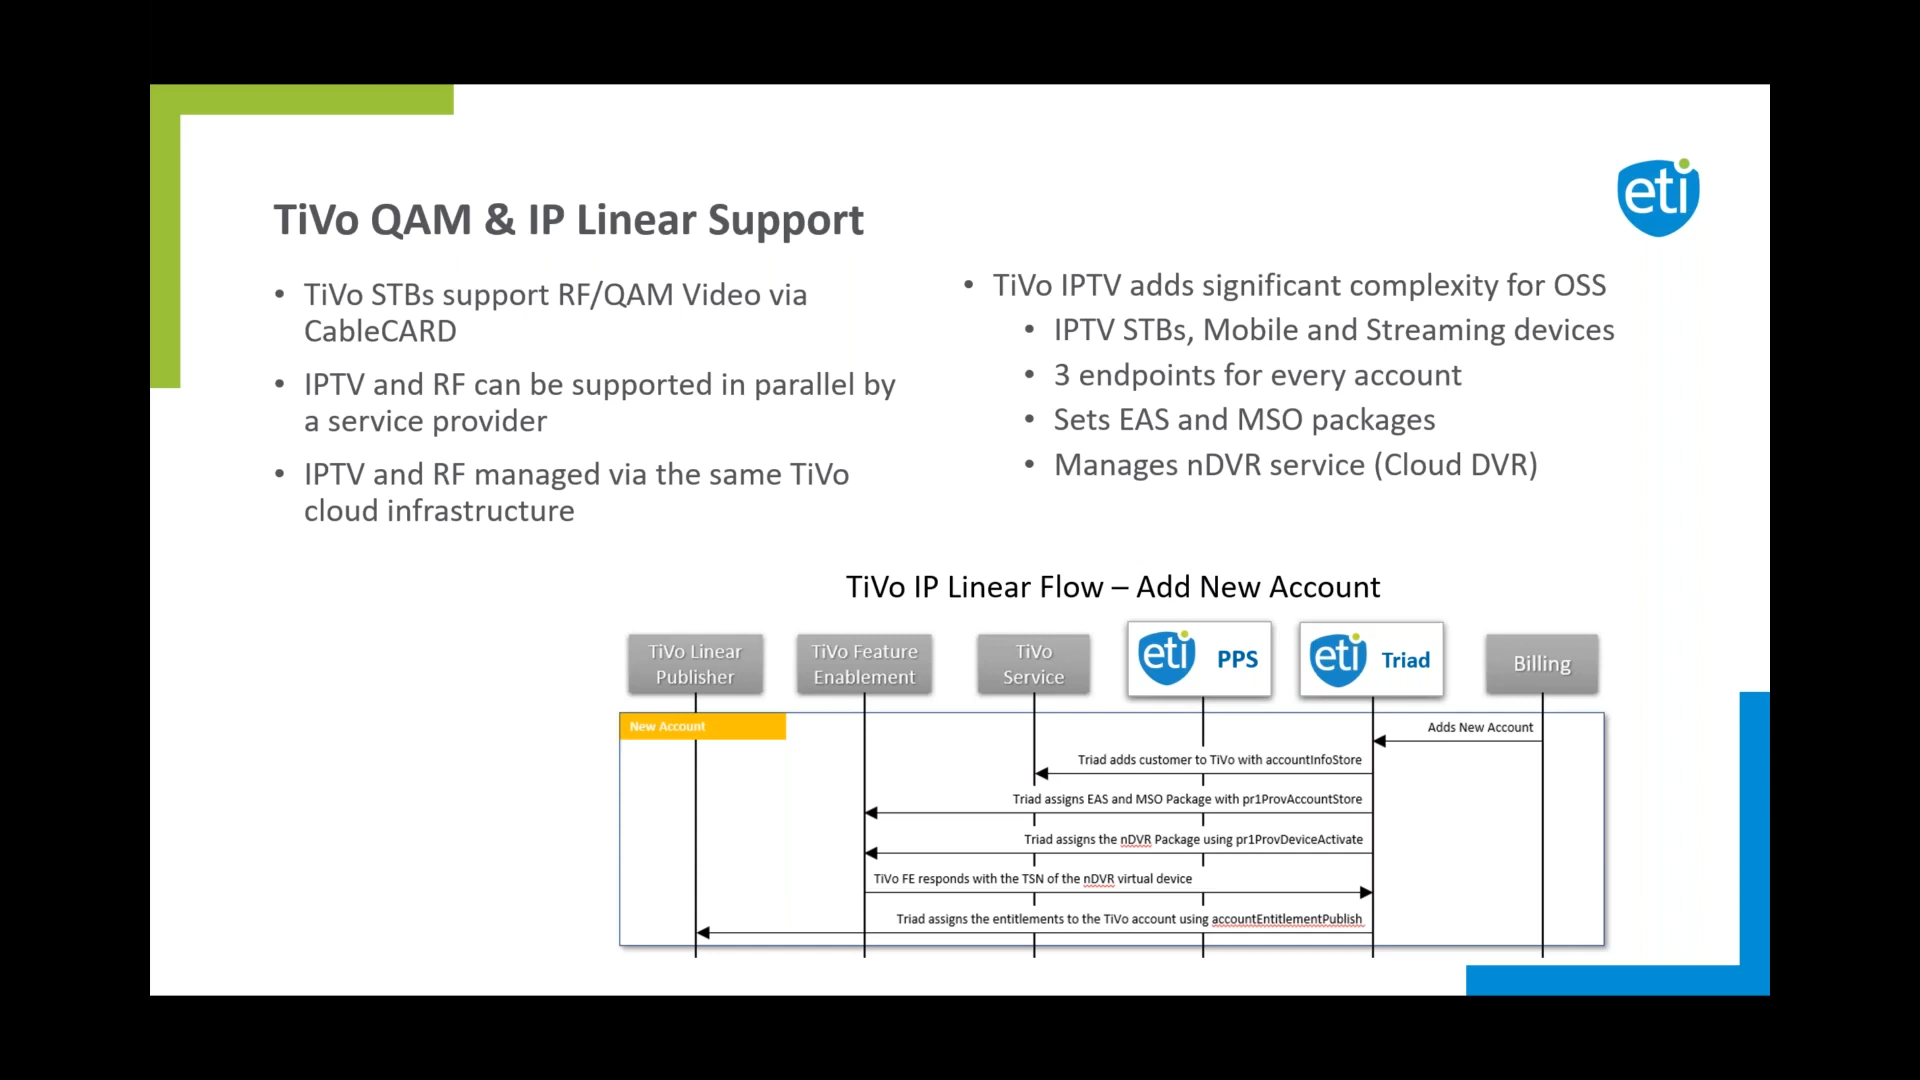 eti
TiVo QAM & IP Linear Support
• TiVo STBs support RF/QAM Video via
CableCARD
• IPTV and RF can be supported in parallel by
a service provider
• IPTV and RF managed via the same TiVo
cloud infrastructure
• TiVo IPTV adds significant complexity for OSS
• IPTV STBs, Mobile and Streaming devices
• 3 endpoints for every account
• Sets EAS and MSO packages
• Manages nDVR service (Cloud DVR)
TiVo IP Linear Flow – Add New Account
TiVo Linear
Publisher
TiVo Feature
Enablement
TiVo
Service
eti PPS
eti Triad
Billing
New Account
Adds New Account
Triad adds customer to TiVo with accountInfoStore
Triad assigns EAS and MSO Package with pr1ProvAccountStore
Triad assigns the nDVR Package using pr1ProvDeviceActivate
TiVo FE responds with the TSN of the nDVR virtual device
Triad assigns the entitlements to the TiVo account using accountEntitlementPublish